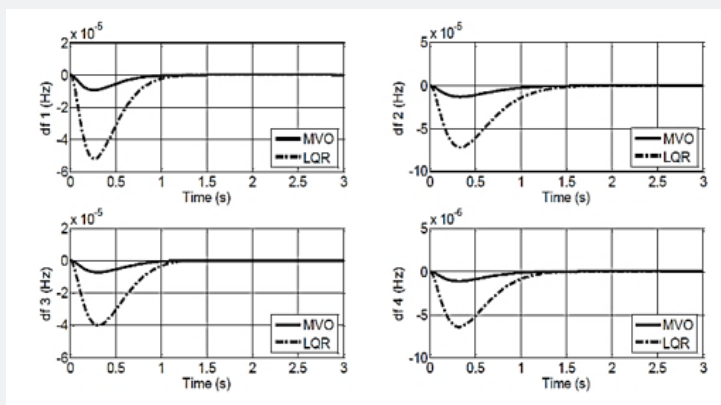 x 10-5
2
0
-2
-4
-6
df 1 (Hz)
MVO
LQR
0 0.5 1 1.5 2 2.5 3
Time (s)
x 10-5
5
0
-5
-10
df 2 (Hz)
MVO
LQR
0 0.5 1 1.5 2 2.5 3
Time (s)
x 10-5
2
0
-2
-4
-6
df 3 (Hz)
MVO
LQR
0 0.5 1 1.5 2 2.5 3
Time (s)
x 10-6
5
0
-5
-10
df 4 (Hz)
MVO
LQR
0 0.5 1 1.5 2 2.5 3
Time (s)